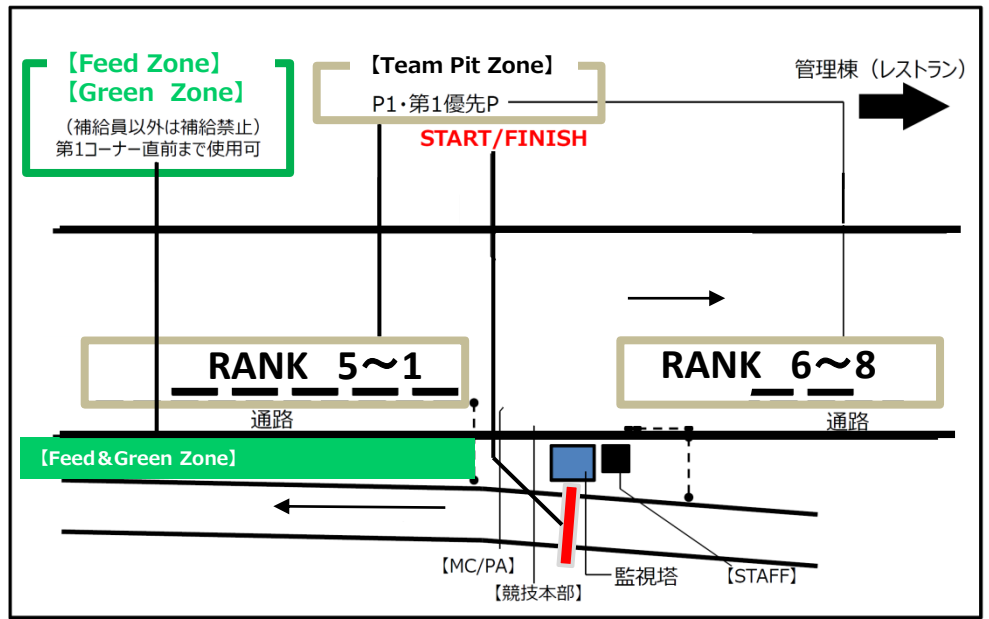 【Feed Zone】
【Green Zone】
（補給員以外は補給禁止）
第1コーナー直前まで使用可
【Team Pit Zone】
P1・第1優先P
START/FINISH
管理棟（レストラン）
RANK 5～1
RANK 6～8
通路
通路
【Feed&Green Zone】
【MC/PA】
【競技本部】
監視塔
【STAFF】